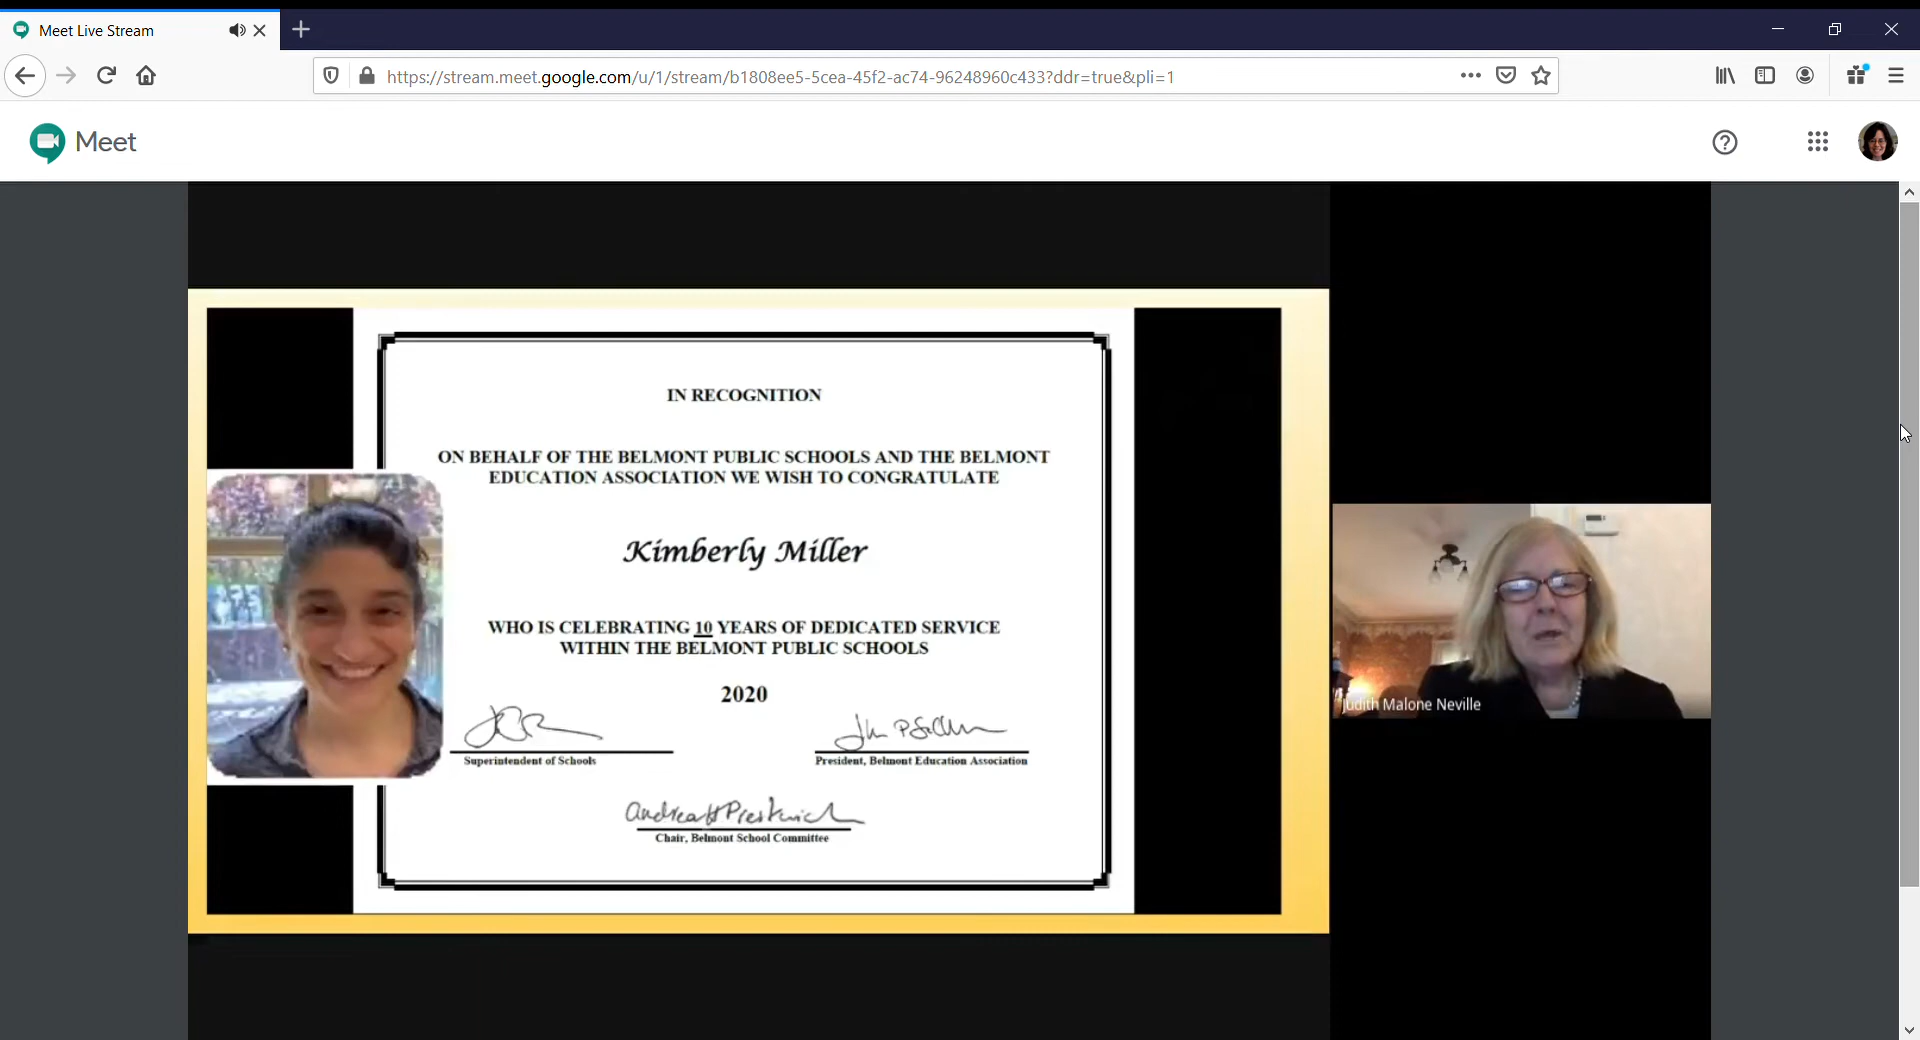 Meet Live Stream
https://stream.meet.google.com/u/1/stream/b1808ee5-5cea-45f2-ac74-96248960c433?ddr=true&pli=1
Meet
IN RECOGNITION
ON BEHALF OF THE BELMONT PUBLIC SCHOOLS AND THE BELMONT
EDUCATION ASSOCIATION WE WISH TO CONGRATULATE
Kimberly Miller
WHO IS CELEBRATING 10 YEARS OF DEDICATED SERVICE
WITHIN THE BELMONT PUBLIC SCHOOLS
2020
Superintendent of Schools
President, Belmont Education Association
Chair, Belmont School Committee
Judith Malone Neville